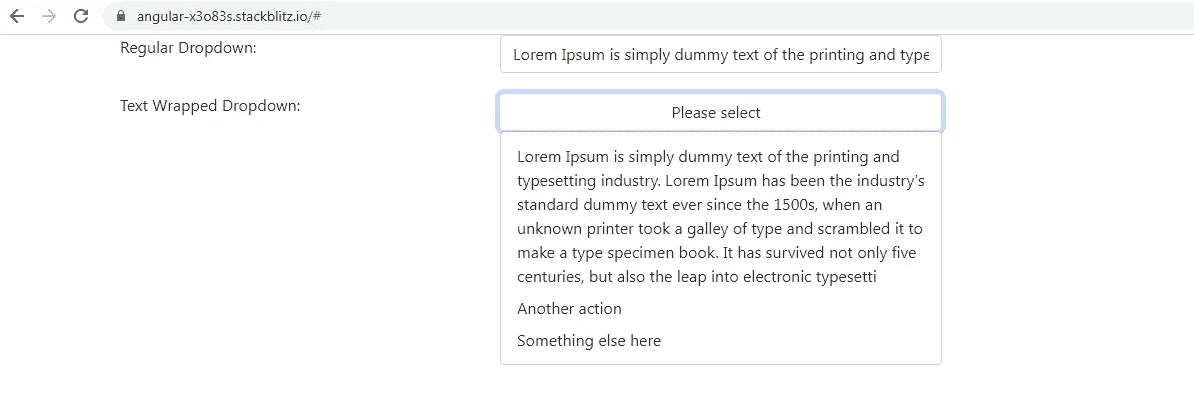 angular-x3o83s.stackblitz.io/#
Regular Dropdown:
Lorem Ipsum is simply dummy text of the printing and type
Text Wrapped Dropdown:
Please select
Lorem Ipsum is simply dummy text of the printing and
typesetting industry. Lorem Ipsum has been the industry's
standard dummy text ever since the 1500s, when an
unknown printer took a galley of type and scrambled it to
make a type specimen book. It has survived not only five
centuries, but also the leap into electronic typesetti
Another action
Something else here